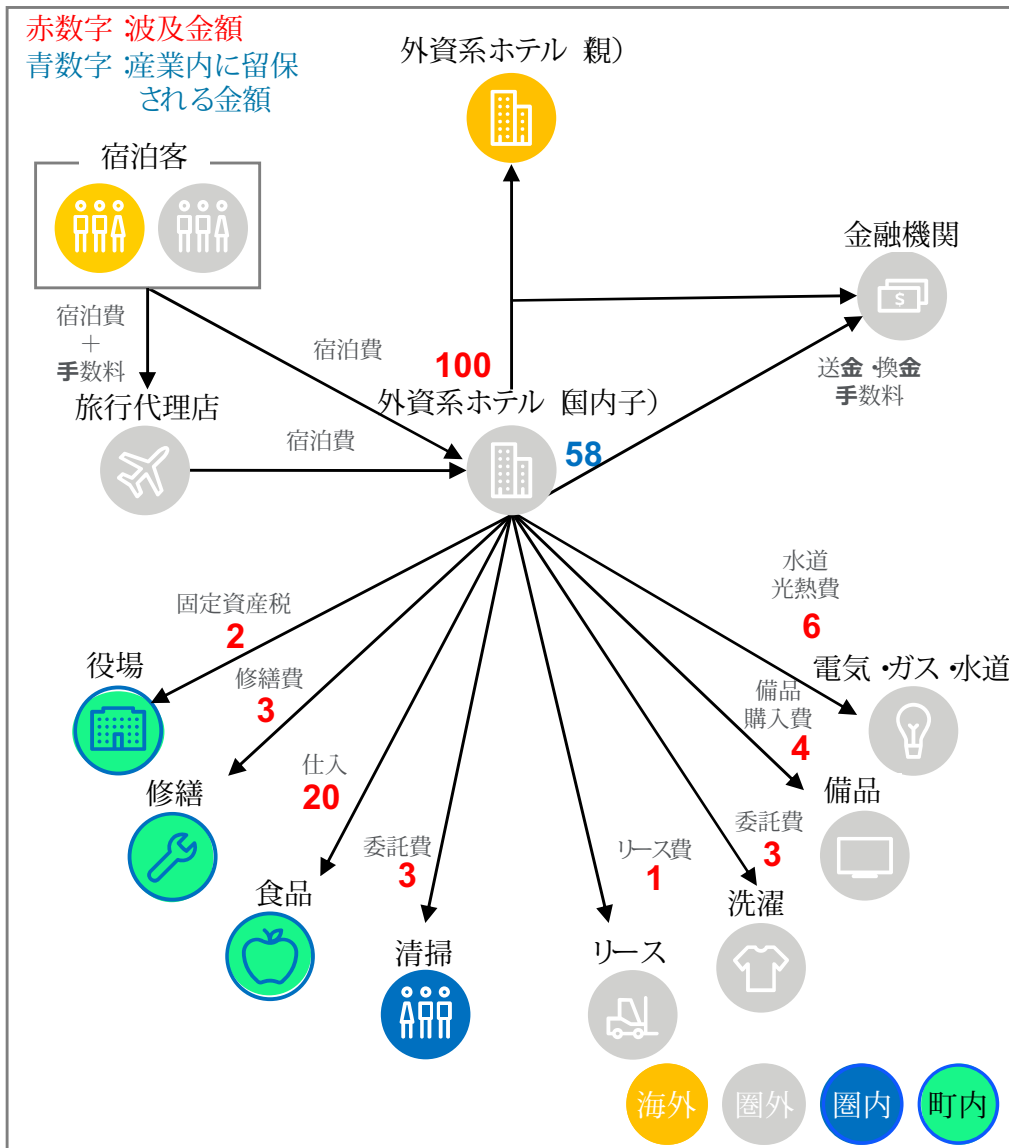 赤数字:波及金額
青数字:産業内に留保
される金額
外資系ホテル（親）
宿泊客
金融機関
宿泊費
＋
手数料
宿泊費
100
送金・換金
手数料
旅行代理店
外資系ホテル（国内子）
宿泊費
58
水道
光熱費
6
固定資産税
2
役場
電気・ガス・水道
修繕費
3
備品
購入費
4
修繕
仕入
20
備品
委託費
3
委託費
3
リース費
1
食品
洗濯
清掃
リース
$
海外
圏外
圏内
町内